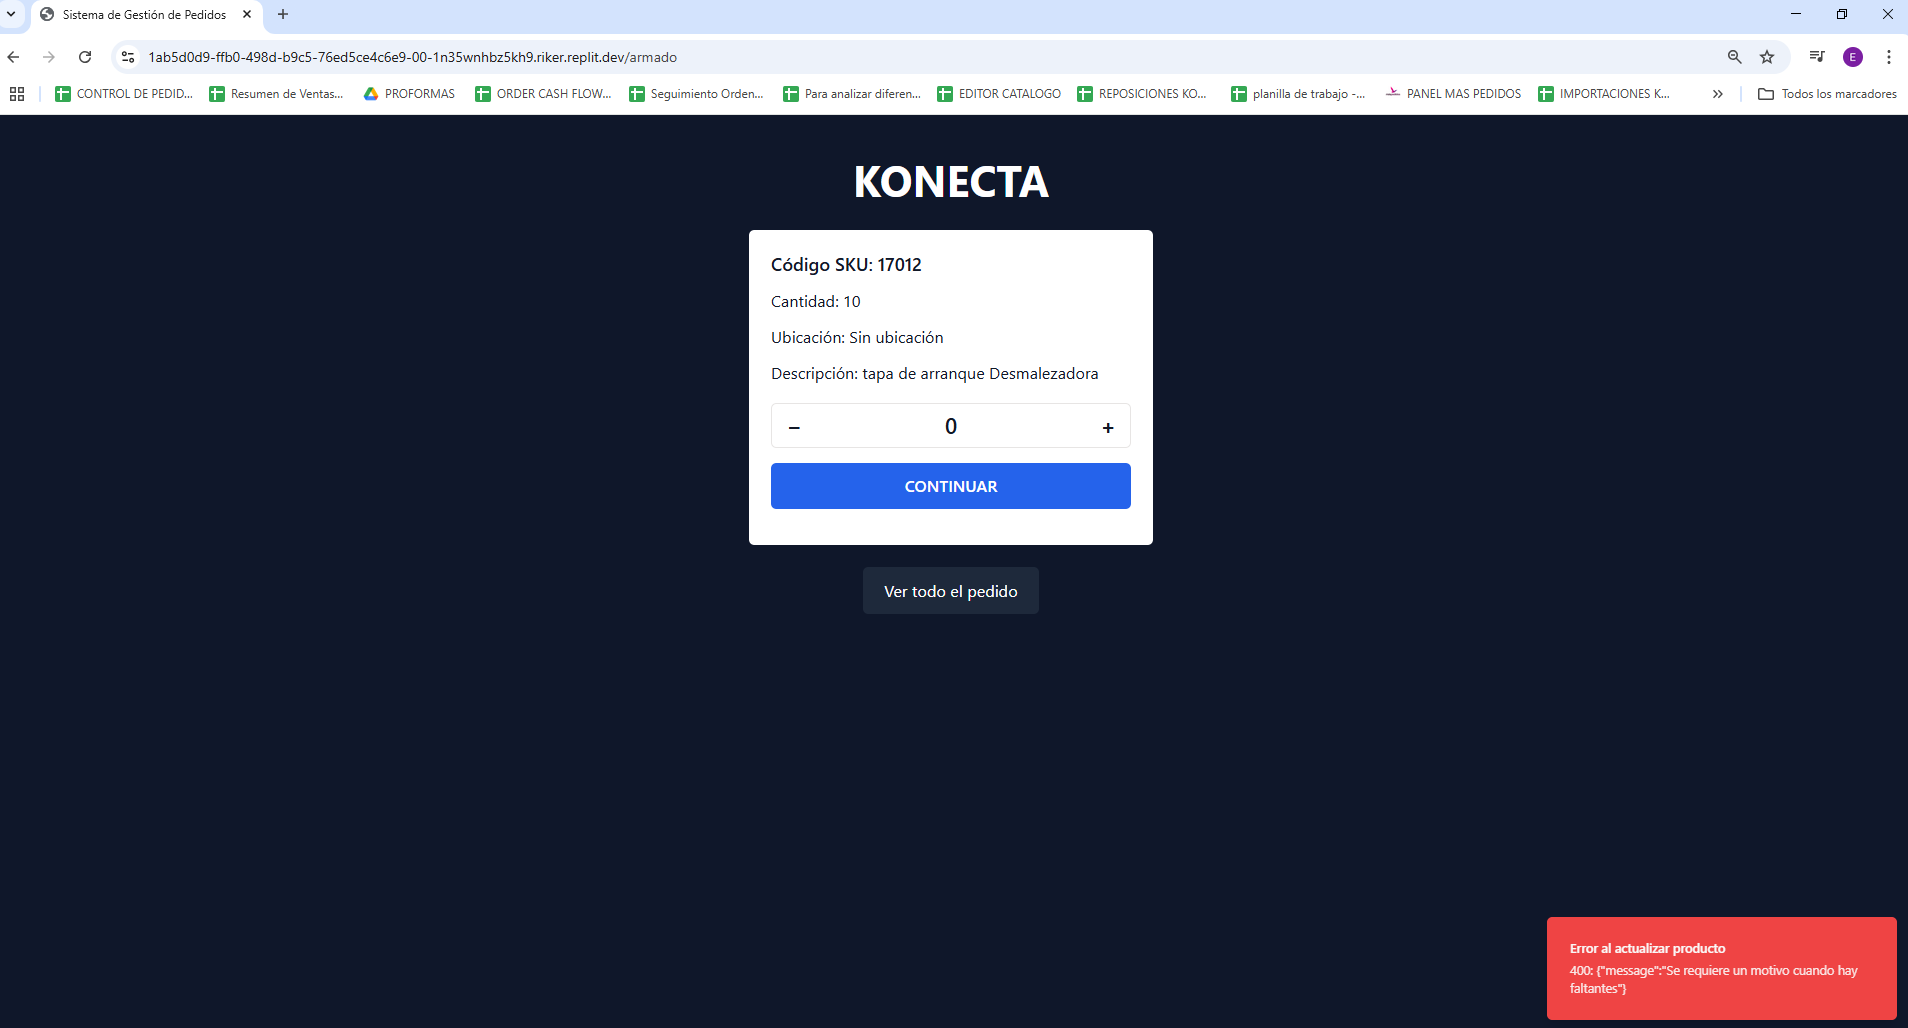 Sistema de Gestión de Pedidos
1ab5d0d9-ffb0-498d-b9c5-76ed5ce4c6e9-00-1n35wnhbz5kh9.riker.replit.dev/armado
E
CONTROL DE PEDID...
Resumen de Ventas...
PROFORMAS
ORDER CASH FLOW...
Seguimiento Orden...
Para analizar diferen...
EDITOR CATALOGO
REPOSICIONES KO...
planilla de trabajo -...
PANEL MAS PEDIDOS
IMPORTACIONES K...
Todos los marcadores
KONECTA
Código SKU: 17012
Cantidad: 10
Ubicación: Sin ubicación
Descripción: tapa de arranque Desmalezadora
− 0 +
CONTINUAR
Ver todo el pedido
Error al actualizar producto
400: {"message":"Se requiere un motivo cuando hay
faltantes"}